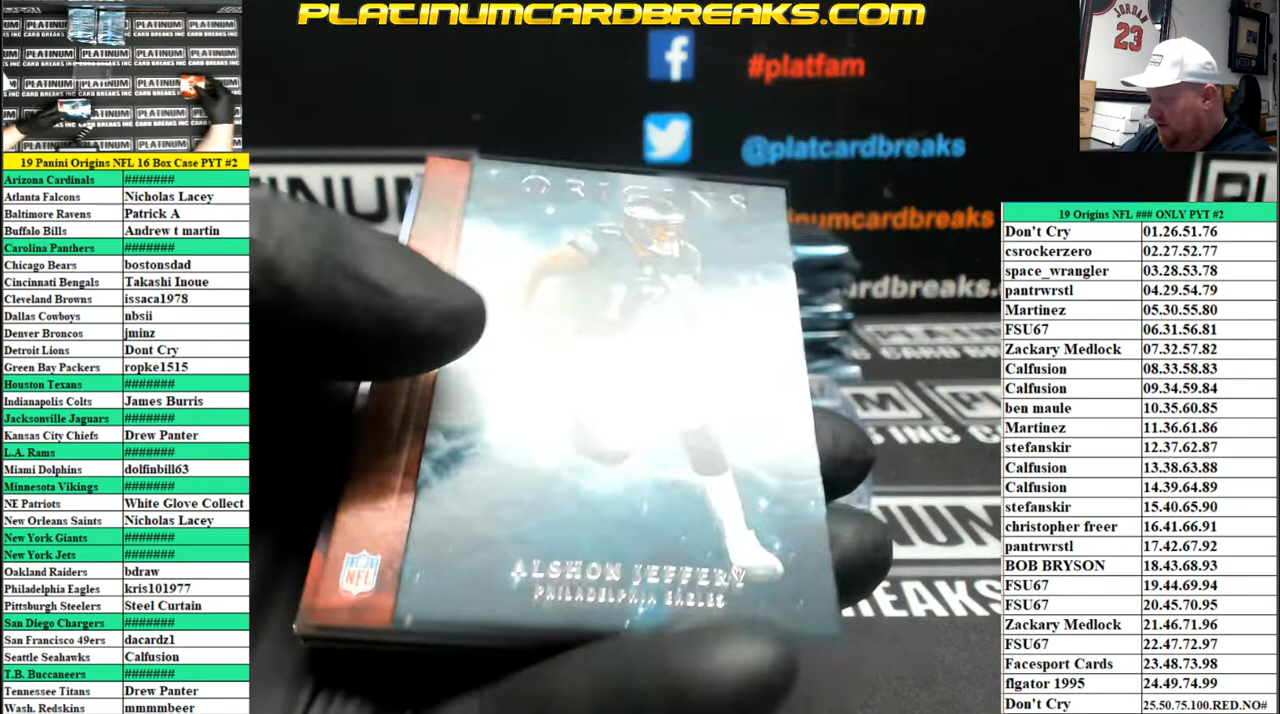 PLATINUMCARDBREAKS.COM
#platfam
@platcardbreaks
numcardbreaks
rdbreaks.c
JORDAN
23
PLATINUM
CARD BREAKS INC
19 Panini Origins NFL 16 Box Case PYT #2
Arizona Cardinals #######
Atlanta Falcons Nicholas Lacey
Baltimore Ravens Patrick A
Buffalo Bills Andrew t martin
Carolina Panthers #######
Chicago Bears bostonsdad
Cincinnati Bengals Takashi Inoue
Cleveland Browns issaca1978
Dallas Cowboys nbsii
Denver Broncos jminz
Detroit Lions Dont Cry
Green Bay Packers ropke1515
Houston Texans #######
Indianapolis Colts James Burris
Jacksonville Jaguars #######
Kansas City Chiefs Drew Panter
L.A. Rams #######
Miami Dolphins dolfinbill63
Minnesota Vikings #######
NE Patriots White Glove Collect
New Orleans Saints Nicholas Lacey
New York Giants #######
New York Jets #######
Oakland Raiders bdraw
Philadelphia Eagles kris101977
Pittsburgh Steelers Steel Curtain
San Diego Chargers #######
San Francisco 49ers dacardz1
Seattle Seahawks Calfusion
T.B. Buccaneers #######
Tennessee Titans Drew Panter
Wash. Redskins mmmmbeer
ORIGINS
ALSHON JEFFERY
PHILADELPHIA EAGLES
NFL
19 Origins NFL ### ONLY PYT #2
Don't Cry 01.26.51.76
csrockerzero 02.27.52.77
space_wrangler 03.28.53.78
pantrwrstl 04.29.54.79
Martinez 05.30.55.80
FSU67 06.31.56.81
Zackary Medlock 07.32.57.82
Calfusion 08.33.58.83
Calfusion 09.34.59.84
ben maule 10.35.60.85
Martinez 11.36.61.86
stefanskir 12.37.62.87
Calfusion 13.38.63.88
Calfusion 14.39.64.89
stefanskir 15.40.65.90
christopher freer 16.41.66.91
pantrwrstl 17.42.67.92
BOB BRYSON 18.43.68.93
FSU67 19.44.69.94
FSU67 20.45.70.95
Zackary Medlock 21.46.71.96
FSU67 22.47.72.97
Facesport Cards 23.48.73.98
flgator 1995 24.49.74.99
Don't Cry 25.50.75.100.RED.NO#